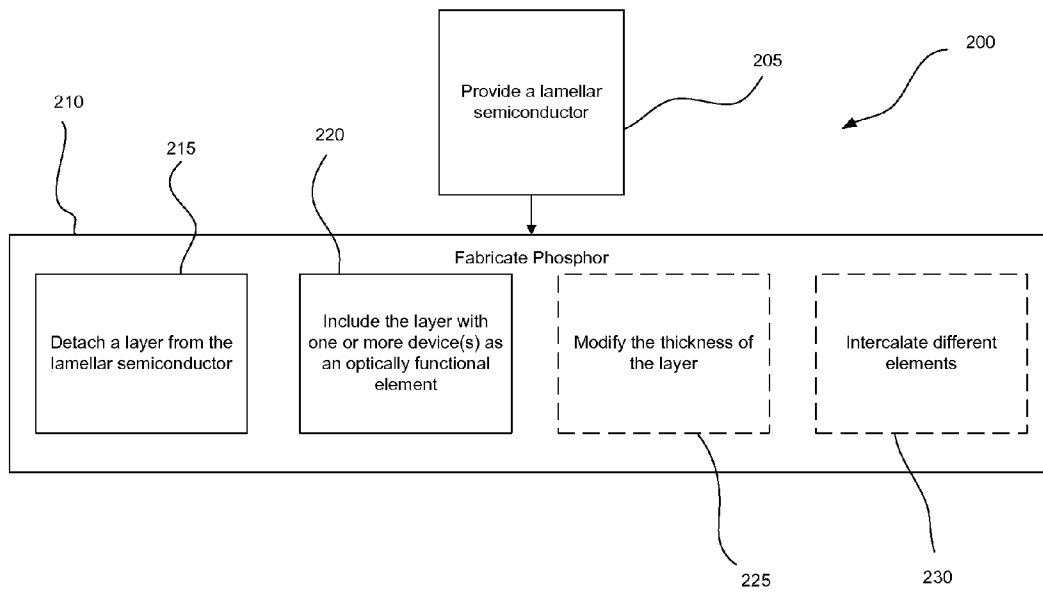 200
205
Provide a lamellar
semiconductor
210
215
220
Fabricate Phosphor
Detach a layer from the
lamellar semiconductor
Include the layer with
one or more device(s) as
an optically functional
element
Modify the thickness of
the layer
Intercalate different
elements
225
230